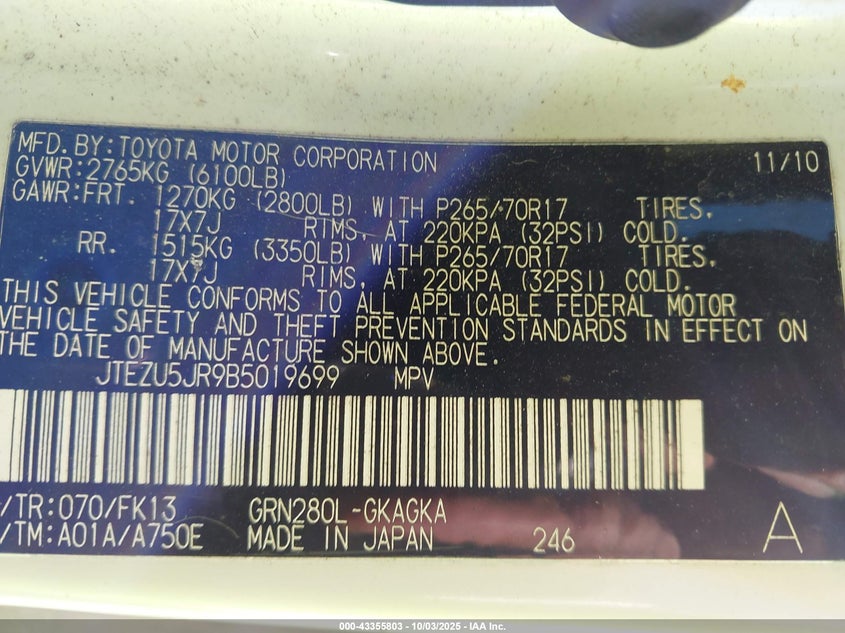 MFD. BY: TOYOTA MOTOR CORPORATION 11/10
GVWR: 2765KG (6100LB)
GAWR: FRT. 1270KG (2800LB) WITH P265/70R17 TIRES,
17X7J RIMS, AT 220KPA (32PSI) COLD.
RR. 1515KG (3350LB) WITH P265/70R17 TIRES,
17X7J RIMS, AT 220KPA (32PSI) COLD.
THIS VEHICLE CONFORMS TO ALL APPLICABLE FEDERAL MOTOR
VEHICLE SAFETY AND THEFT PREVENTION STANDARDS IN EFFECT ON
THE DATE OF MANUFACTURE SHOWN ABOVE.
JTEZU5JR9B5019699 MPV
/TR: 070/FK13 GRN280L-GKAGKA
/TM: A01A/A750E MADE IN JAPAN 246 A
000-43355803 - 10/03/2025 - IAA Inc.